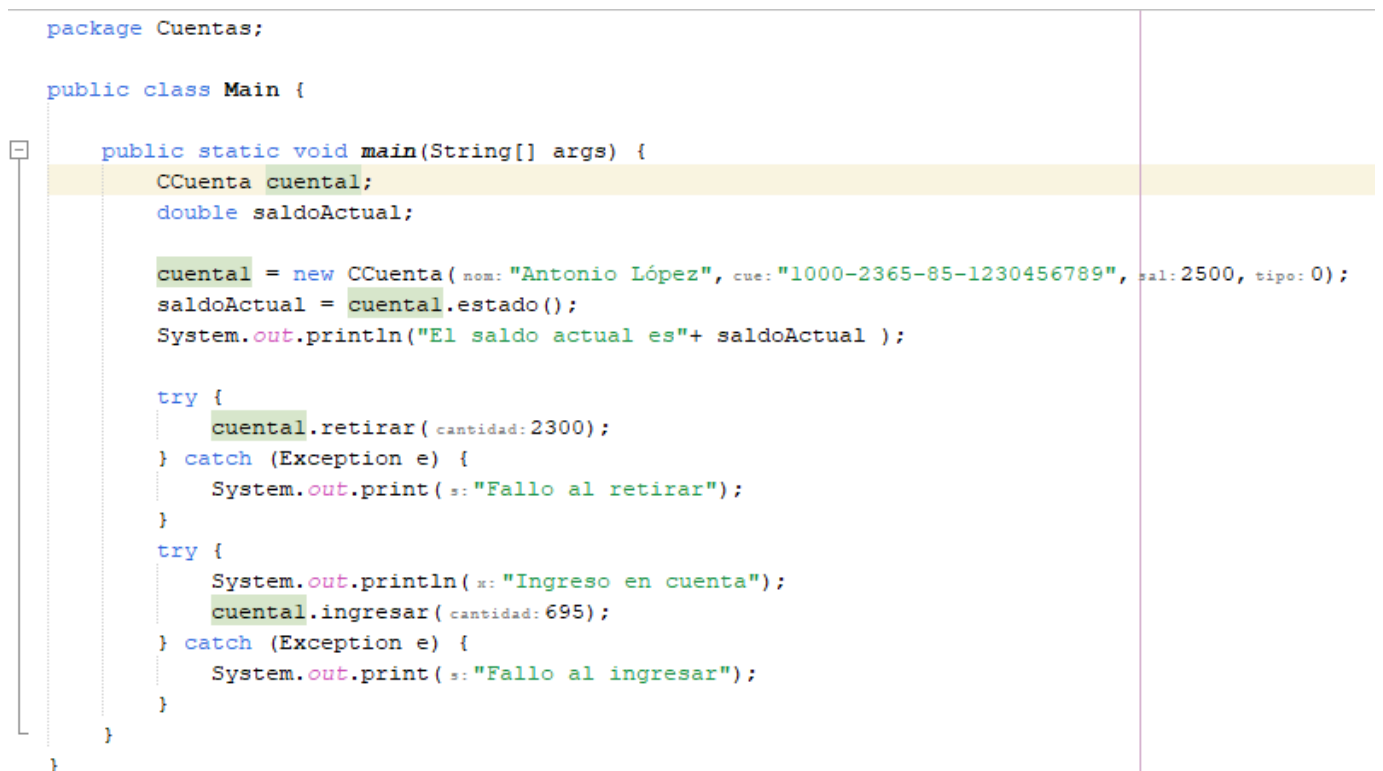 package Cuentas;
public class Main {
public static void main(String[] args) {
CCuenta cuenta1;
double saldoActual;
cuenta1 = new CCuenta( nom: "Antonio López", cue: "1000-2365-85-1230456789", sal: 2500, tipo: 0);
saldoActual = cuenta1.estado();
System.out.println("El saldo actual es"+ saldoActual );
try {
cuenta1.retirar( cantidad: 2300);
} catch (Exception e) {
System.out.print( s: "Fallo al retirar");
}
try {
System.out.println( x: "Ingreso en cuenta");
cuenta1.ingresar( cantidad: 695);
} catch (Exception e) {
System.out.print( s: "Fallo al ingresar");
}
}
}